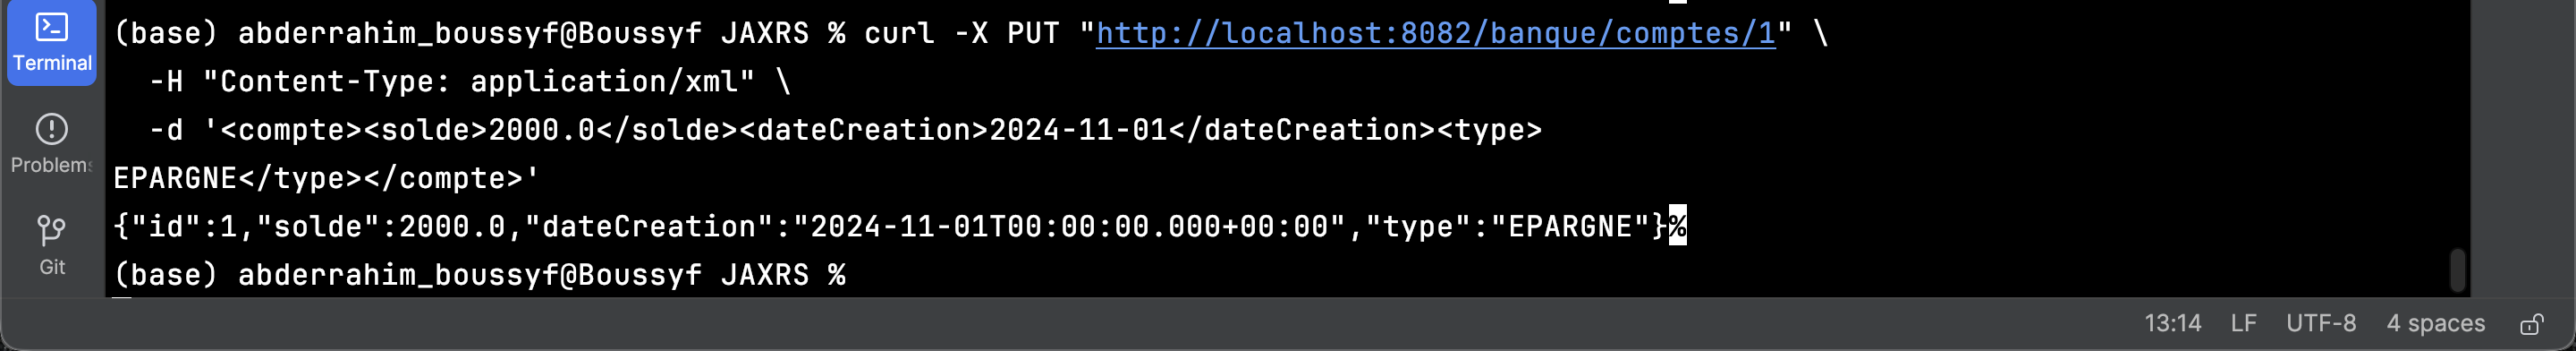 (base) abderrahim_boussyf@Boussyf JAXRS % curl -X PUT "http://localhost:8082/banque/comptes/1" \
-H "Content-Type: application/xml" \
-d '<compte><solde>2000.0</solde><dateCreation>2024-11-01</dateCreation><type>
EPARGNE</type></compte>'
{"id":1,"solde":2000.0,"dateCreation":"2024-11-01T00:00:00.000+00:00","type":"EPARGNE"}%
(base) abderrahim_boussyf@Boussyf JAXRS %
Terminal
Problems
Git
13:14 LF UTF-8 4 spaces